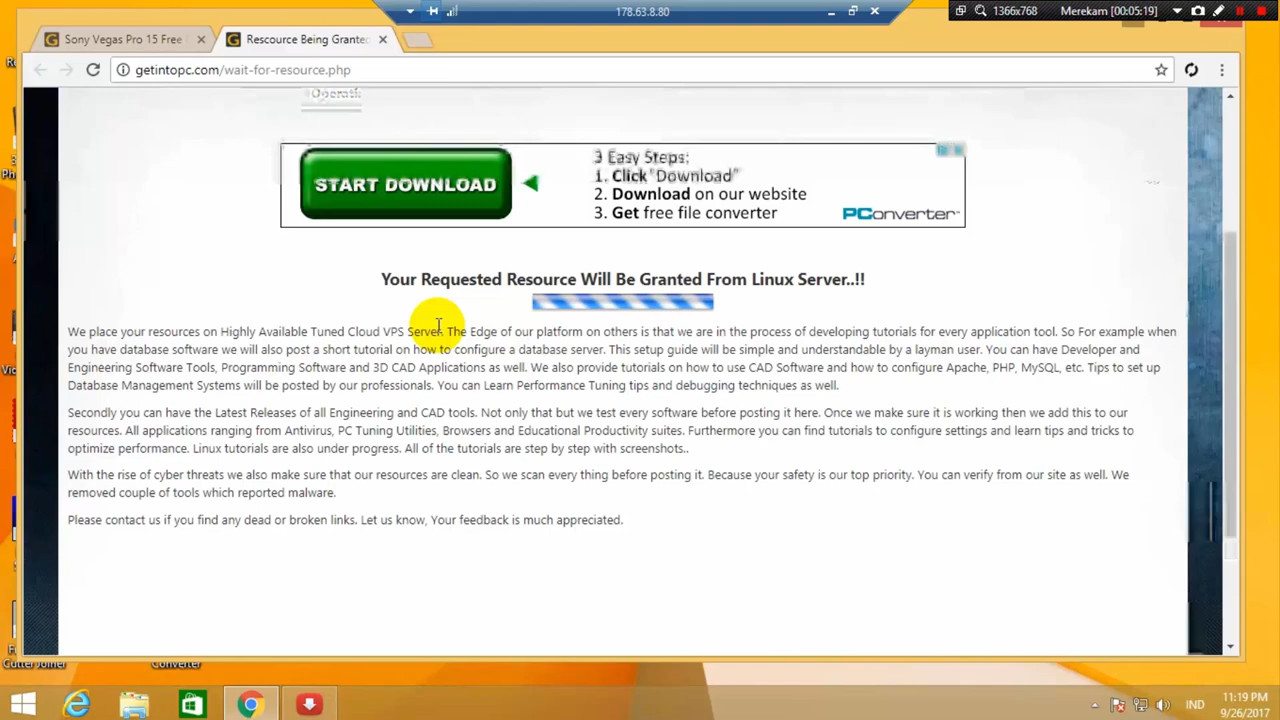 178.63.8.80
1366x768
Merekam (00:05:19)
Sony Vegas Pro 15 Free
Rescource Being Grante
getintopc.com/wait-for-resource.php
Operati
START DOWNLOAD
3 Easy Steps:
1. Click "Download"
2. Download on our website
3. Get free file converter
PConverter™
Your Requested Resource Will Be Granted From Linux Server..!!
We place your resources on Highly Available Tuned Cloud VPS Server. The Edge of our platform on others is that we are in the process of developing tutorials for every application tool. So For example when
you have database software we will also post a short tutorial on how to configure a database server. This setup guide will be simple and understandable by a layman user. You can have Developer and
Engineering Software Tools, Programming Software and 3D CAD Applications as well. We also provide tutorials on how to use CAD Software and how to configure Apache, PHP, MySQL, etc. Tips to set up
Database Management Systems will be posted by our professionals. You can Learn Performance Tuning tips and debugging techniques as well.
Secondly you can have the Latest Releases of all Engineering and CAD tools. Not only that but we test every software before posting it here. Once we make sure it is working then we add this to our
resources. All applications ranging from Antivirus, PC Tuning Utilities, Browsers and Educational Productivity suites. Furthermore you can find tutorials to configure settings and learn tips and tricks to
optimize performance. Linux tutorials are also under progress. All of the tutorials are step by step with screenshots..
With the rise of cyber threats we also make sure that our resources are clean. So we scan every thing before posting it. Because your safety is our top priority. You can verify from our site as well. We
removed couple of tools which reported malware.
Please contact us if you find any dead or broken links. Let us know, Your feedback is much appreciated.
Cutter Joiner
Converter
IND
11:19 PM
9/26/2017